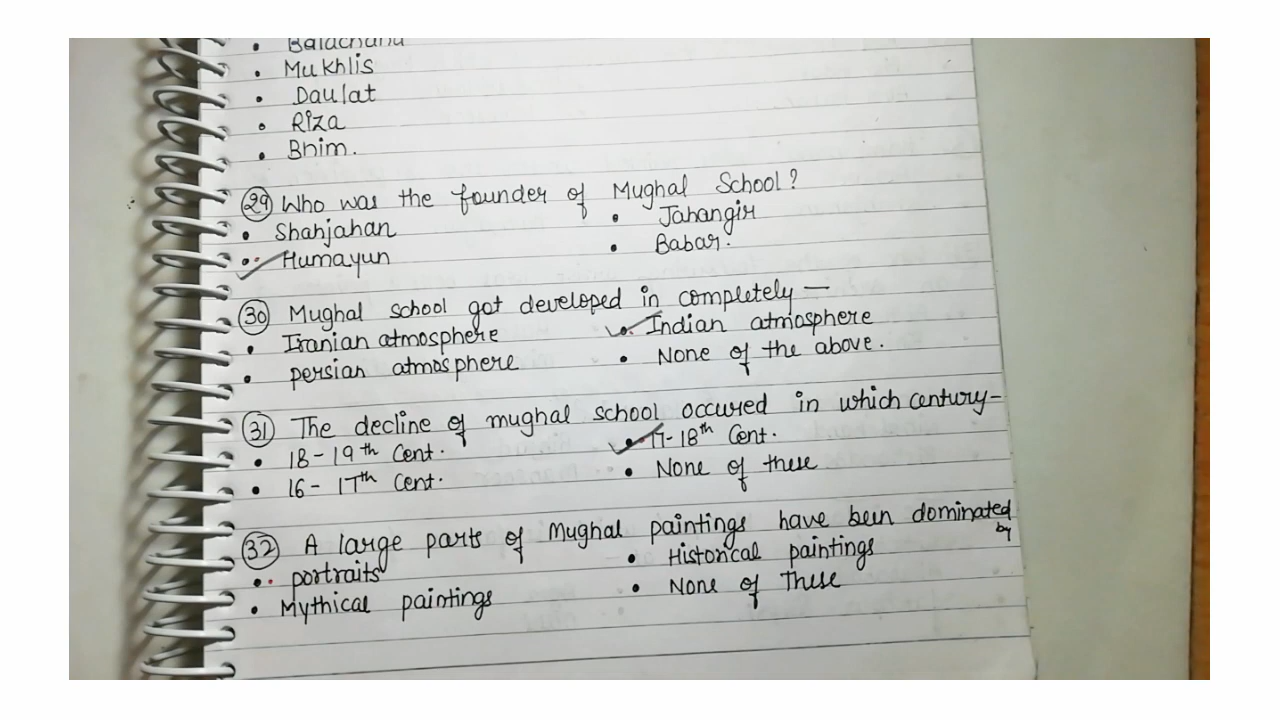 Balachand
• Mukhlis
• Daulat
• Riza
• Bhim.
29 Who was the founder of Mughal School?
• Shahjahan • Jahangir
• Humayun • Babar.
30 Mughal school got developed in completely —
• Iranian atmosphere • Indian atmosphere
• persian atmosphere • None of the above.
31 The decline of mughal school occured in which century-
• 18-19th Cent. • 17-18th Cent.
• 16-17th Cent. • None of these
32 A large parts of Mughal paintings have been dominated by
• portraits • Historical paintings
• Mythical paintings • None of These